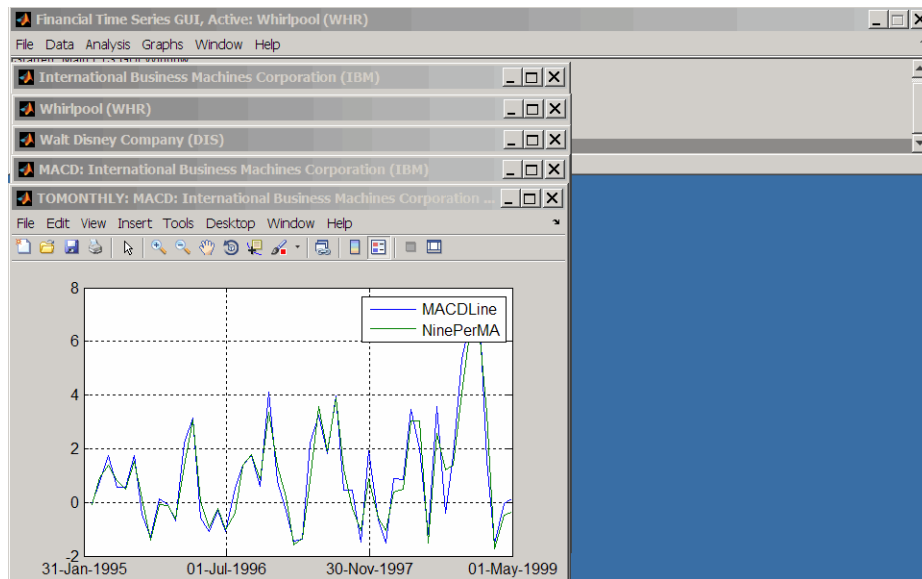 Financial Time Series GUI, Active: Whirlpool (WHR)
File Data Analysis Graphs Window Help
International Business Machines Corporation (IBM)
Whirlpool (WHR)
Walt Disney Company (DIS)
MACD: International Business Machines Corporation (IBM)
TOMONTHLY: MACD: International Business Machines Corporation ...
File Edit View Insert Tools Desktop Window Help
8
MACDLine
NinePerMA
6
4
2
0
-2
31-Jan-1995 01-Jul-1996 30-Nov-1997 01-May-1999